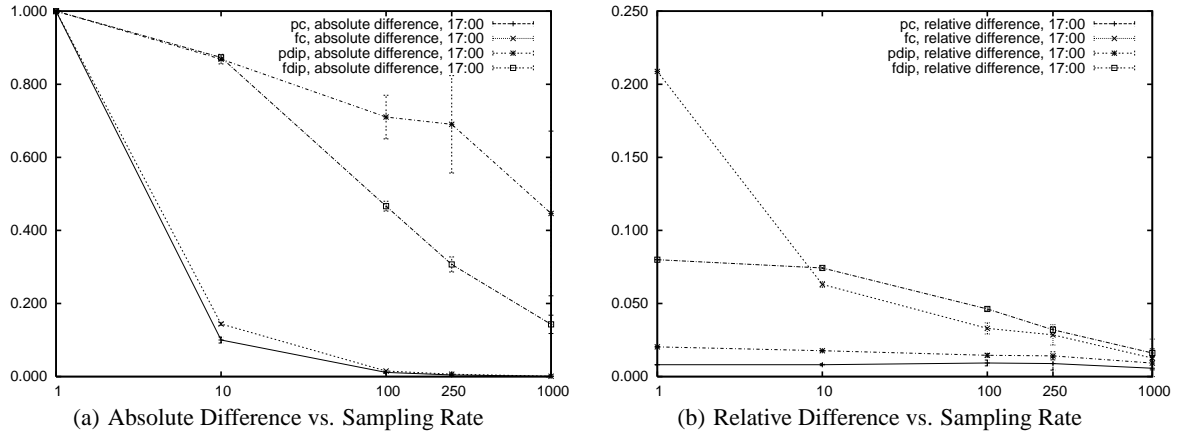 1.000
0.800
0.600
0.400
0.200
0.000
1
10
100
250
1000
pc, absolute difference, 17:00
fc, absolute difference, 17:00
pdip, absolute difference, 17:00
fdip, absolute difference, 17:00
(a) Absolute Difference vs. Sampling Rate
0.250
0.200
0.150
0.100
0.050
0.000
1
10
100
250
1000
pc, relative difference, 17:00
fc, relative difference, 17:00
pdip, relative difference, 17:00
fdip, relative difference, 17:00
(b) Relative Difference vs. Sampling Rate